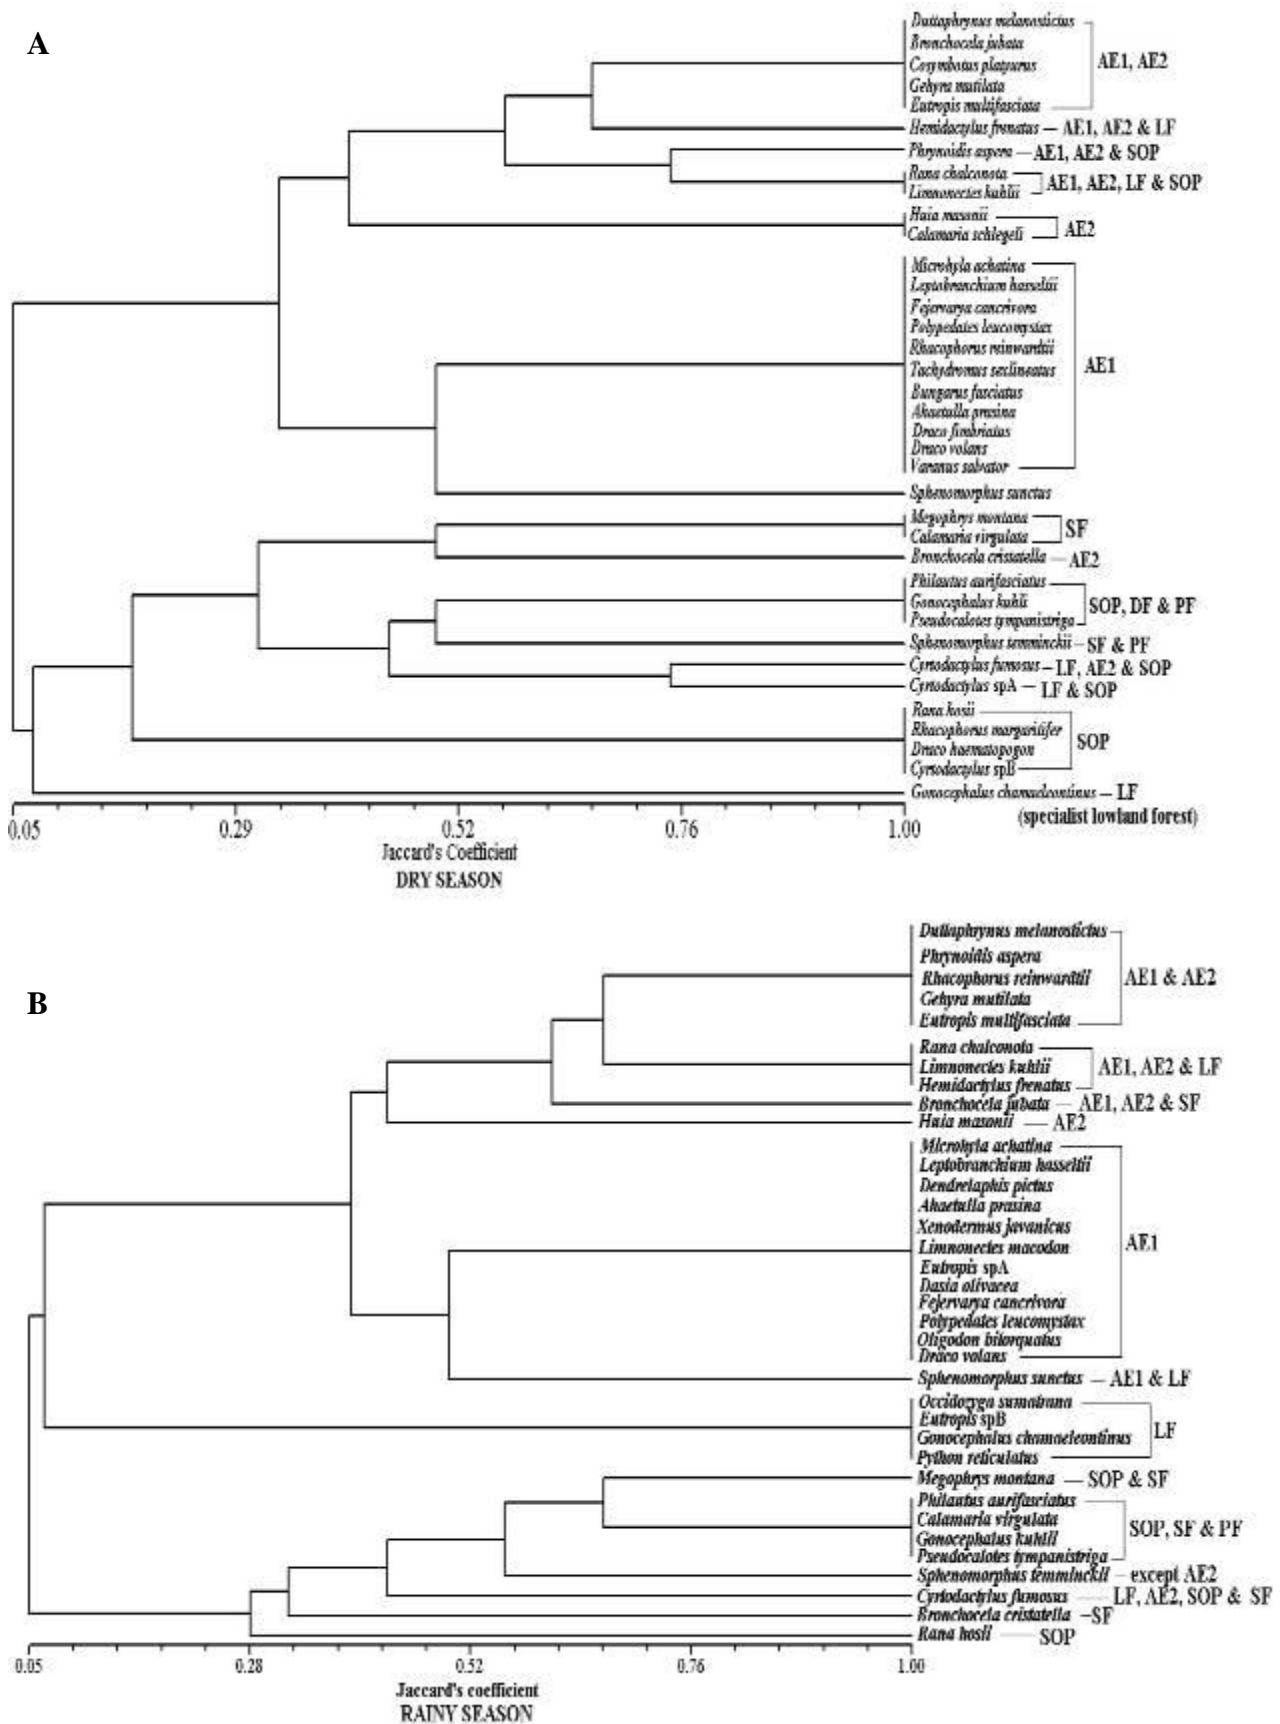 A
Duttaphrynus melanostictus
Bronchocela jubata
Cosymbotus platyurus
Gehyra mutilata
Eutropis multifasciata
AE1, AE2
Hemidactylus frenatus – AE1, AE2 & LF
Phrynoidis aspera – AE1, AE2 & SOP
Rana chalconota
Limnonectes kuhlii
AE1, AE2, LF & SOP
Huia masonii
Calamaria schlegeli
AE2
Microhyla achatina
Leptobranchium hasseltii
Fejervarya cancrivora
Polypedates leucomystax
Rhacophorus reinwardtii
Tachydromus sexlineatus
Bungarus fasciatus
Ahaetulla prasina
Draco fimbriatus
Draco volans
Varanus salvator
AE1
Sphenomorphus sanctus
Megophrys montana
Calamaria virgulata
SF
Bronchocela cristatella – AE2
Philautus aurifasciatus
Gonocephalus kuhli
Pseudocalotes tympanistriga
SOP, DF & PF
Sphenomorphus temminckii – SF & PF
Cyrtodactylus fumosus – LF, AE2 & SOP
Cyrtodactylus spA – LF & SOP
Rana hosii
Rhacophorus margaritifer
Draco haematopogon
Cyrtodactylus spB
SOP
Gonocephalus chamaeleontinus – LF
(specialist lowland forest)
0.05 0.29 0.52 0.76 1.00
Jaccard's Coefficient
DRY SEASON
B
Duttaphrynus melanostictus
Phrynoidis aspera
Rhacophorus reinwardtii
Gehyra mutilata
Eutropis multifasciata
AE1 & AE2
Rana chalconota
Limnonectes kuhlii
Hemidactylus frenatus
AE1, AE2 & LF
Bronchocela jubata – AE1, AE2 & SF
Huia masonii – AE2
Microhyla achatina
Leptobranchium hasseltii
Dendrelaphis pictus
Ahaetulla prasina
Xenodermus javanicus
Limnonectes macodon
Eutropis spA
Dasia olivacea
Fejervarya cancrivora
Polypedates leucomystax
Oligodon bitorquatus
Draco volans
AE1
Sphenomorphus sanctus – AE1 & LF
Occidozyga sumatrana
Eutropis spB
Gonocephalus chamaeleontinus
Python reticulatus
LF
Megophrys montana – SOP & SF
Philautus aurifasciatus
Calamaria virgulata
Gonocephalus kuhlii
Pseudocalotes tympanistriga
SOP, SF & PF
Sphenomorphus temminckii – except AE2
Cyrtodactylus fumosus – LF, AE2, SOP & SF
Bronchocela cristatella – SF
Rana hosii – SOP
0.05 0.28 0.52 0.76 1.00
Jaccard's coefficient
RAINY SEASON